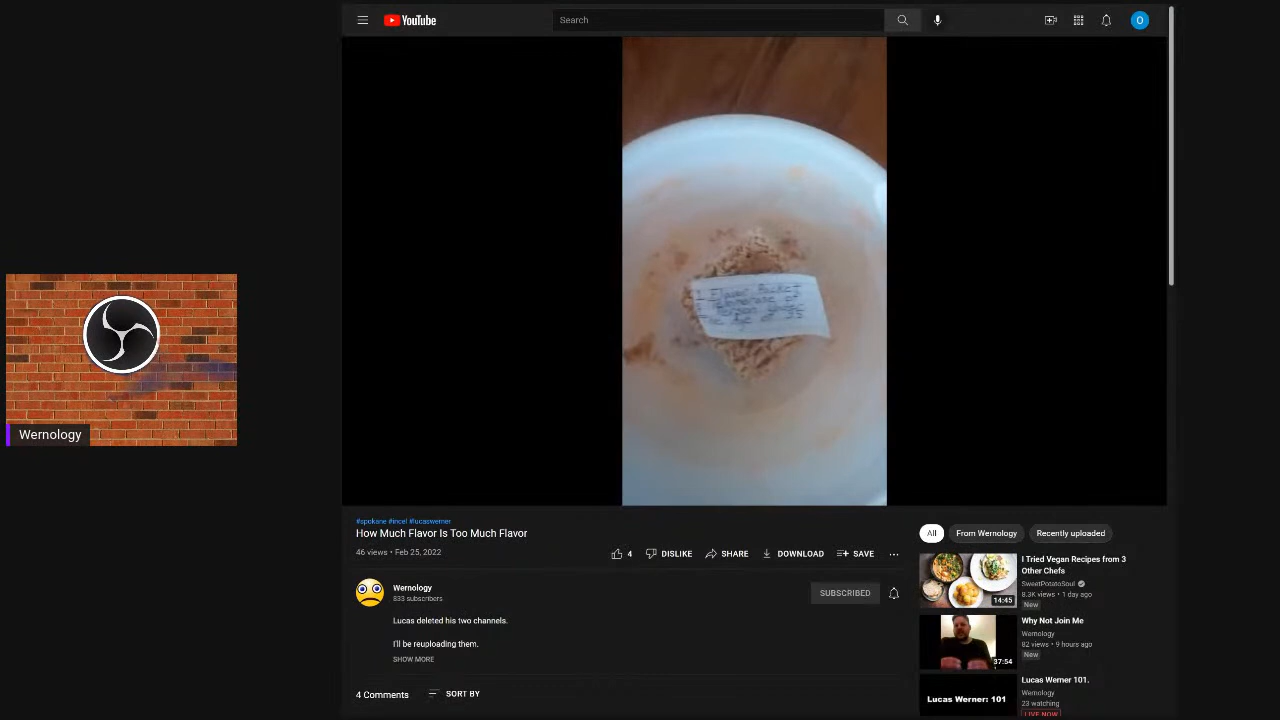 YouTube
Search
O
Wernology
#spokane #incel #lucaswerner
How Much Flavor Is Too Much Flavor
46 views • Feb 25, 2022
4
DISLIKE
SHARE
DOWNLOAD
SAVE
Wernology
833 subscribers
SUBSCRIBED
Lucas deleted his two channels.
I'll be reuploading them.
SHOW MORE
4 Comments
SORT BY
All
From Wernology
Recently uploaded
I Tried Vegan Recipes from 3
Other Chefs
SweetPotatoSoul
8.3K views • 1 day ago
New
14:45
Why Not Join Me
Wernology
82 views • 9 hours ago
New
37:54
Lucas Werner 101.
Wernology
23 watching
LIVE NOW
Lucas Werner: 101